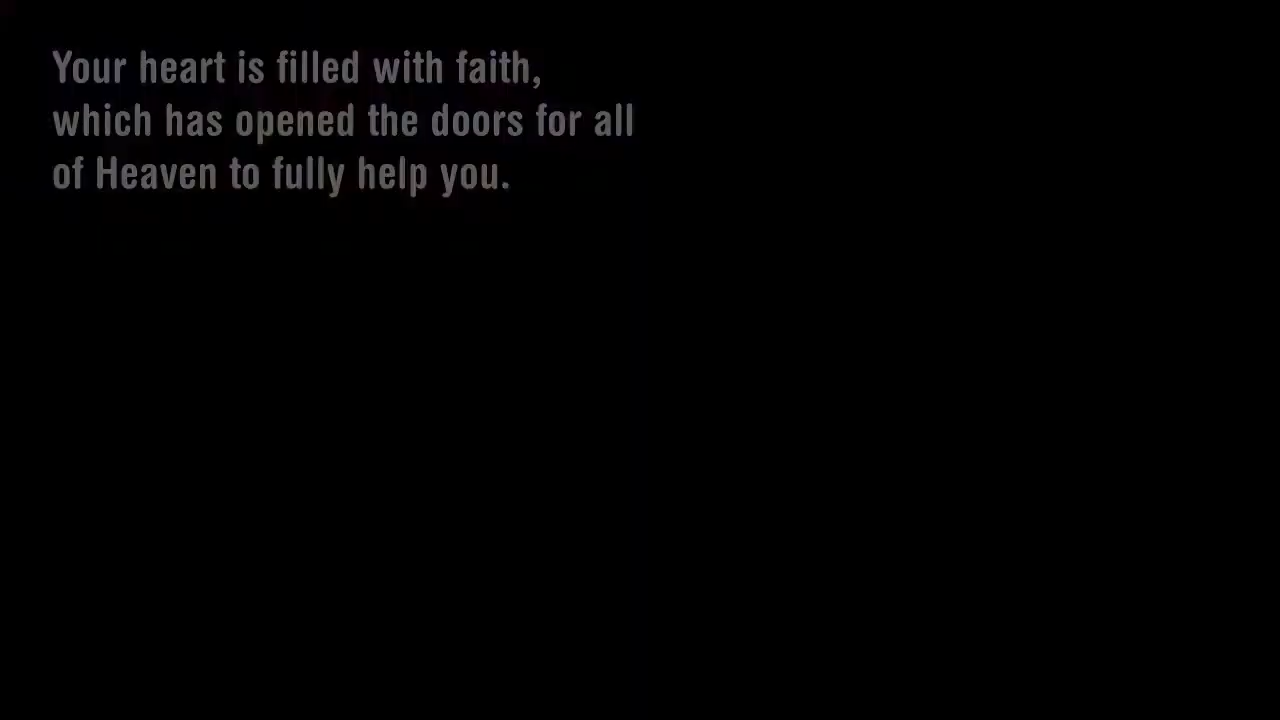 Your heart is filled with faith,
which has opened the doors for all
of Heaven to fully help you.